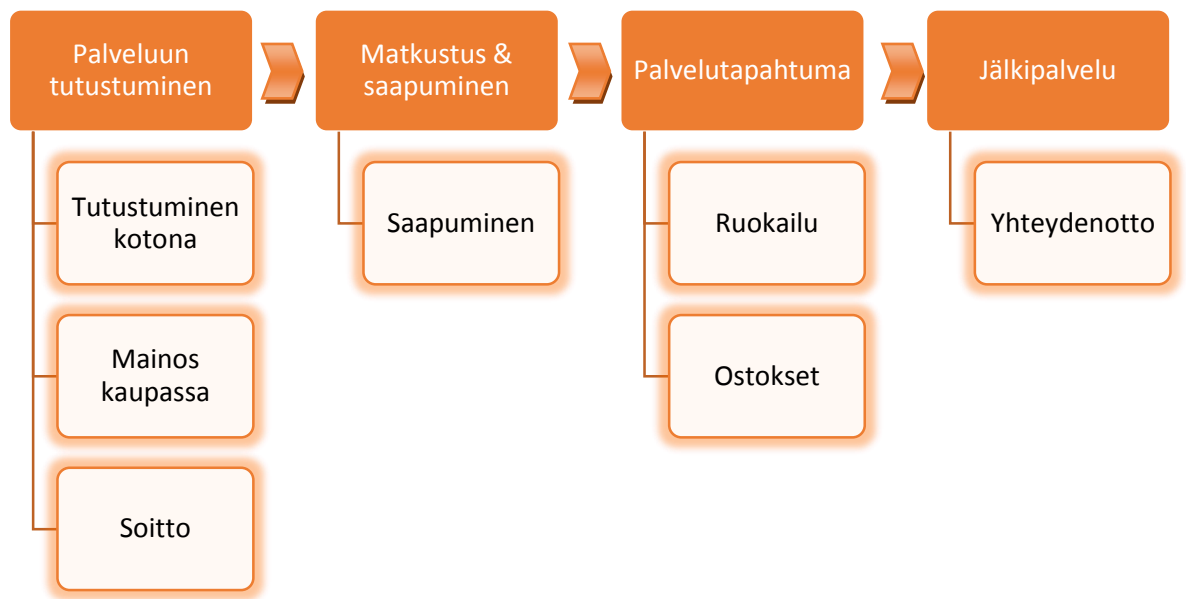 Palveluun
tutustuminen
Matkustus &
saapuminen
Palvelutapahtuma
Jälkipalvelu
Tutustuminen
kotona
Mainos
kaupassa
Soitto
Saapuminen
Ruokailu
Ostokset
Yhteydenotto